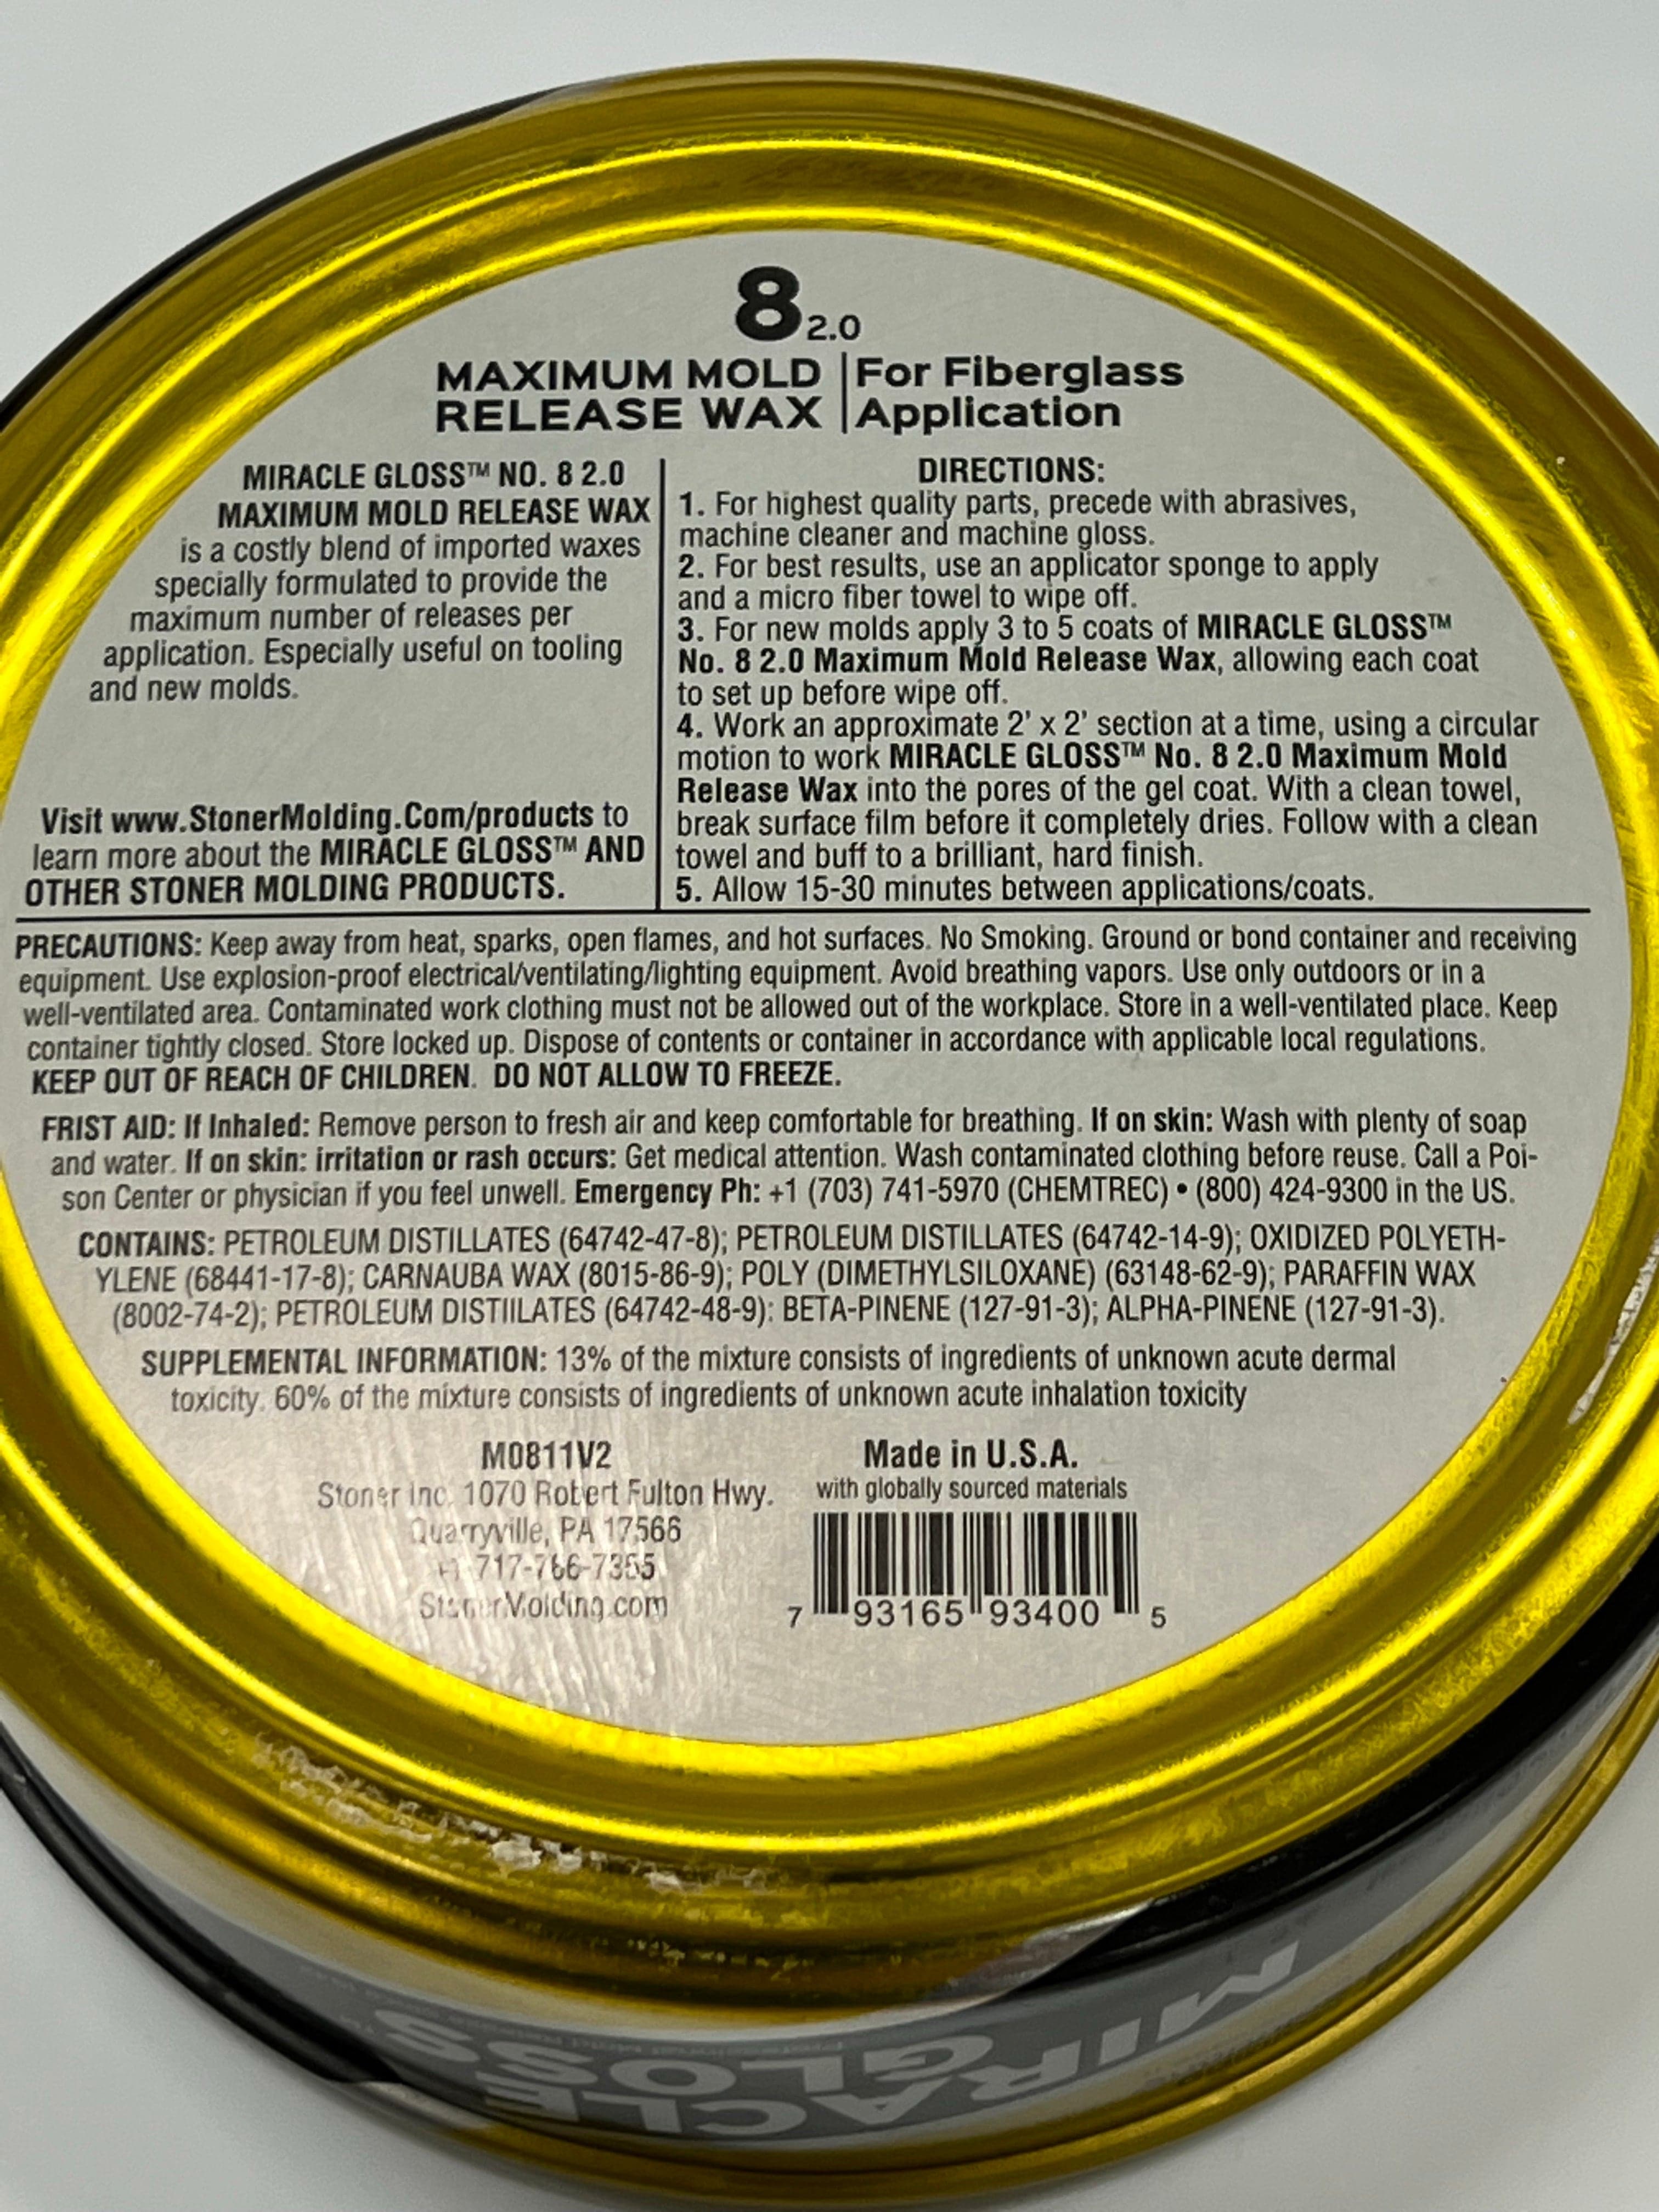 8 2.0
MAXIMUM MOLD
RELEASE WAX
For Fiberglass
Application
MIRACLE GLOSS™ NO. 8 2.0
MAXIMUM MOLD RELEASE WAX
is a costly blend of imported waxes
specially formulated to provide the
maximum number of releases per
application. Especially useful on tooling
and new molds.
Visit www.StonerMolding.Com/products to
learn more about the MIRACLE GLOSS™ AND
OTHER STONER MOLDING PRODUCTS.
DIRECTIONS:
1. For highest quality parts, precede with abrasives,
machine cleaner and machine gloss.
2. For best results, use an applicator sponge to apply
and a micro fiber towel to wipe off.
3. For new molds apply 3 to 5 coats of MIRACLE GLOSS™
No. 8 2.0 Maximum Mold Release Wax, allowing each coat
to set up before wipe off.
4. Work an approximate 2' x 2' section at a time, using a circular
motion to work MIRACLE GLOSS™ No. 8 2.0 Maximum Mold
Release Wax into the pores of the gel coat. With a clean towel,
break surface film before it completely dries. Follow with a clean
towel and buff to a brilliant, hard finish.
5. Allow 15-30 minutes between applications/coats.
PRECAUTIONS: Keep away from heat, sparks, open flames, and hot surfaces. No Smoking. Ground or bond container and receiving
equipment. Use explosion-proof electrical/ventilating/lighting equipment. Avoid breathing vapors. Use only outdoors or in a
well-ventilated area. Contaminated work clothing must not be allowed out of the workplace. Store in a well-ventilated place. Keep
container tightly closed. Store locked up. Dispose of contents or container in accordance with applicable local regulations.
KEEP OUT OF REACH OF CHILDREN. DO NOT ALLOW TO FREEZE.
FRIST AID: If Inhaled: Remove person to fresh air and keep comfortable for breathing. If on skin: Wash with plenty of soap
and water. If on skin: irritation or rash occurs: Get medical attention. Wash contaminated clothing before reuse. Call a Poi-
son Center or physician if you feel unwell. Emergency Ph: +1 (703) 741-5970 (CHEMTREC) • (800) 424-9300 in the US.
CONTAINS: PETROLEUM DISTILLATES (64742-47-8); PETROLEUM DISTILLATES (64742-14-9); OXIDIZED POLYETH-
YLENE (68441-17-8); CARNAUBA WAX (8015-86-9); POLY (DIMETHYLSILOXANE) (63148-62-9); PARAFFIN WAX
(8002-74-2); PETROLEUM DISTIILATES (64742-48-9): BETA-PINENE (127-91-3); ALPHA-PINENE (127-91-3).
SUPPLEMENTAL INFORMATION: 13% of the mixture consists of ingredients of unknown acute dermal
toxicity. 60% of the mixture consists of ingredients of unknown acute inhalation toxicity
M0811V2
Stoner Inc. 1070 Robert Fulton Hwy.
Quarryville, PA 17566
+1 717-786-7355
StonerMolding.com
Made in U.S.A.
with globally sourced materials
7 93165 93400 5
MIRACLE
GLOSS